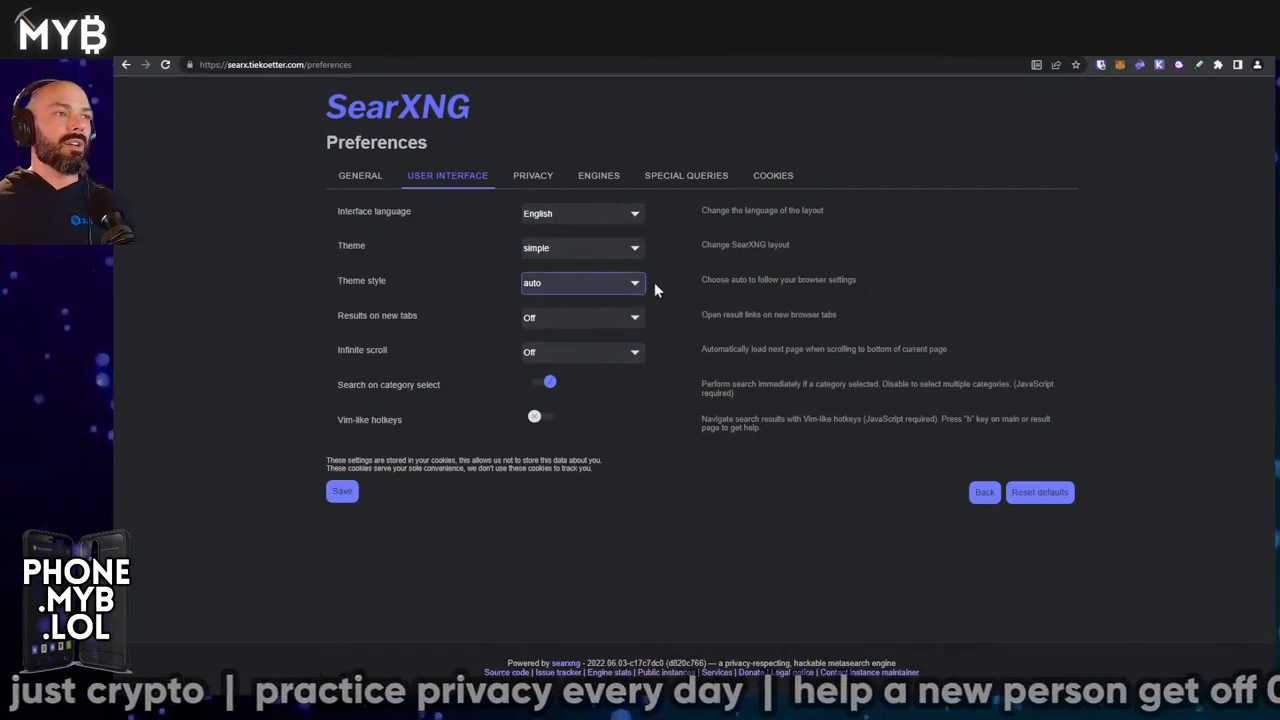 MYB
https://searx.tiekoetter.com/preferences
SearXNG
Preferences
GENERAL USER INTERFACE PRIVACY ENGINES SPECIAL QUERIES COOKIES
Interface language English Change the language of the layout
Theme simple Change SearXNG layout
Theme style auto Choose auto to follow your browser settings
Results on new tabs Off Open result links on new browser tabs
Infinite scroll Off Automatically load next page when scrolling to bottom of current page
Search on category select Perform search immediately if a category selected. Disable to select multiple categories. (JavaScript
required)
Vim-like hotkeys Navigate search results with Vim-like hotkeys (JavaScript required). Press "h" key on main or result
page to get help.
These settings are stored in your cookies, this allows us not to store this data about you.
These cookies serve your sole convenience, we don't use these cookies to track you.
Save Back Reset defaults
PHONE
.MYB
.LOL
Powered by searxng - 2022.06.03-c17c7dc0 (d820c766) — a privacy-respecting, hackable metasearch engine
Source code | Issue tracker | Engine stats | Public instances | Services | Donate | Legal notice | Contact instance maintainer
just crypto | practice privacy every day | help a new person get off